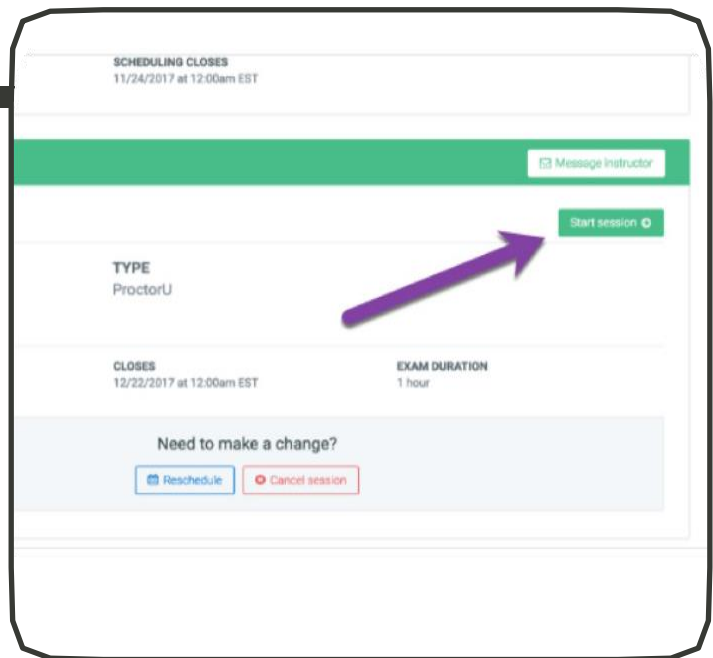 SCHEDULING CLOSES
11/24/2017 at 12:00am EST
Message Instructor
Start session
TYPE
ProctorU
CLOSES
12/22/2017 at 12:00am EST
EXAM DURATION
1 hour
Need to make a change?
Reschedule
Cancel session